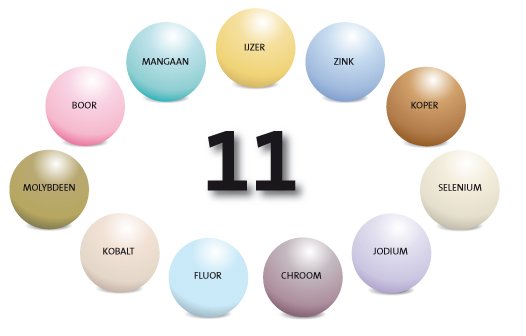 IJZER
MANGAAN
ZINK
BOOR
KOPER
11
MOLYBDEEN
SELENIUM
KOBALT
JODIUM
FLUOR
CHROOM